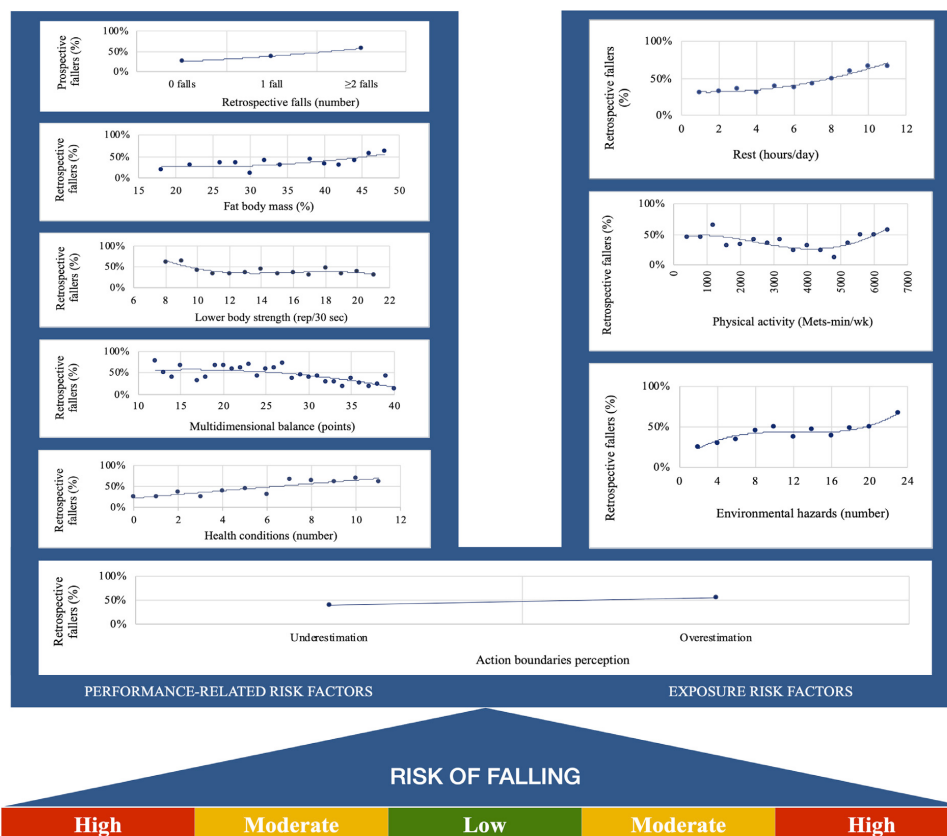 Prospective
fallers (%)
100%
50%
0%
0 falls 1 fall ≥2 falls
Retrospective falls (number)
Retrospective
fallers (%)
100%
50%
0%
18 22 26 30 34 38 42 46 50
Fat body mass (%)
Retrospective
fallers (%)
100%
50%
0%
6 8 10 12 14 16 18 20 22
Lower body strength (rep/30 sec)
Retrospective
fallers (%)
100%
50%
0%
10 15 20 25 30 35 40
Multidimensional balance (points)
Retrospective
fallers (%)
100%
50%
0%
0 2 4 6 8 10 12
Health conditions (number)
Retrospective fallers
(%)
100%
50%
0%
0 2 4 6 8 10 12
Rest (hours/day)
Retrospective fallers (%)
100%
50%
0%
0 1000 2000 3000 4000 5000 6000 7000
Physical activity (Mets-min/wk)
Retrospective fallers (%)
100%
50%
0%
0 4 8 12 16 20 24
Environmental hazards (number)
Retrospective
fallers (%)
100%
50%
0%
Underestimation Overestimation
Action boundaries perception
PERFORMANCE-RELATED RISK FACTORS EXPOSURE RISK FACTORS
RISK OF FALLING
High Moderate Low Moderate High